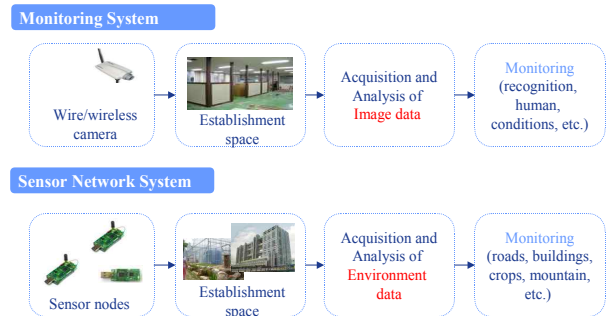 Monitoring System
Wire/wireless
camera
Establishment
space
Acquisition and
Analysis of
Image data
Monitoring
(recognition,
human,
conditions, etc.)
Sensor Network System
Sensor nodes
Establishment
space
Acquisition and
Analysis of
Environment
data
Monitoring
(roads, buildings,
crops, mountain,
etc.)